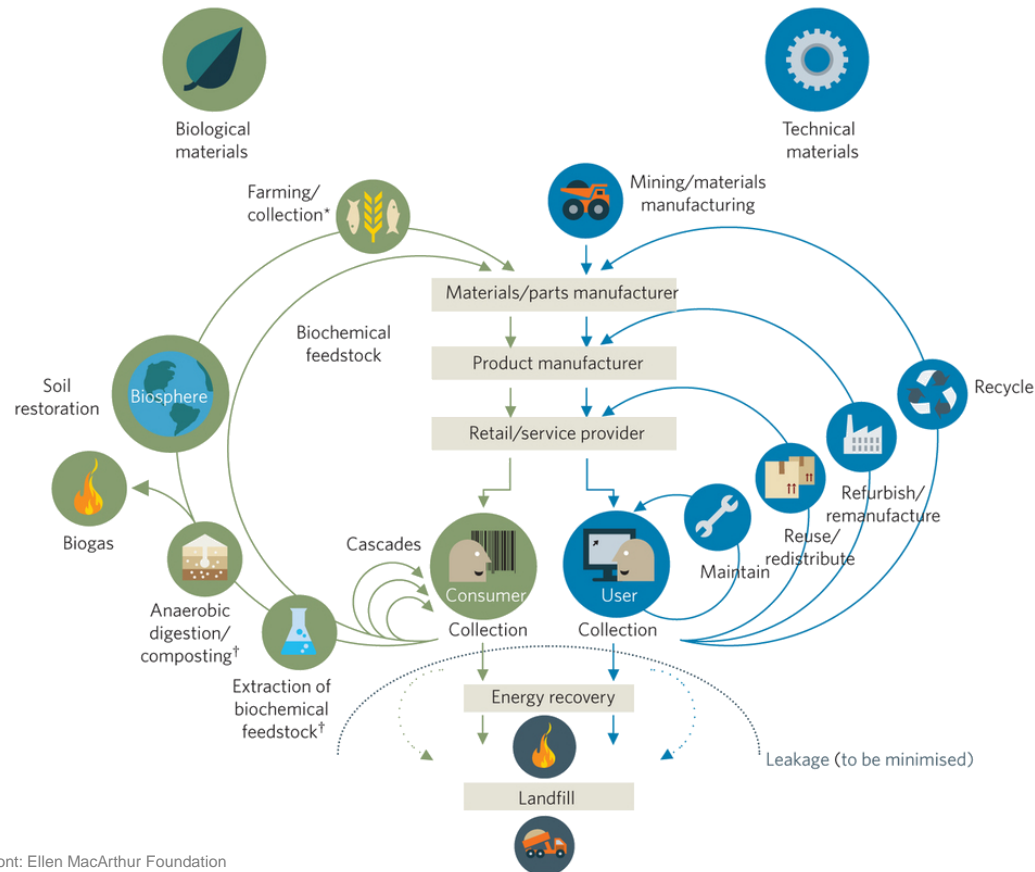 Biological
materials
Technical
materials
Farming/
collection*
Mining/materials
manufacturing
Materials/parts manufacturer
Biochemical
feedstock
Product manufacturer
Soil
restoration
Biosphere
Recycle
Retail/service provider
Biogas
Refurbish/
remanufacture
Reuse/
redistribute
Maintain
Cascades
Consumer
User
Collection
Collection
Anaerobic
digestion/
composting†
Extraction of
biochemical
feedstock†
Energy recovery
Leakage (to be minimised)
Landfill
ont: Ellen MacArthur Foundation